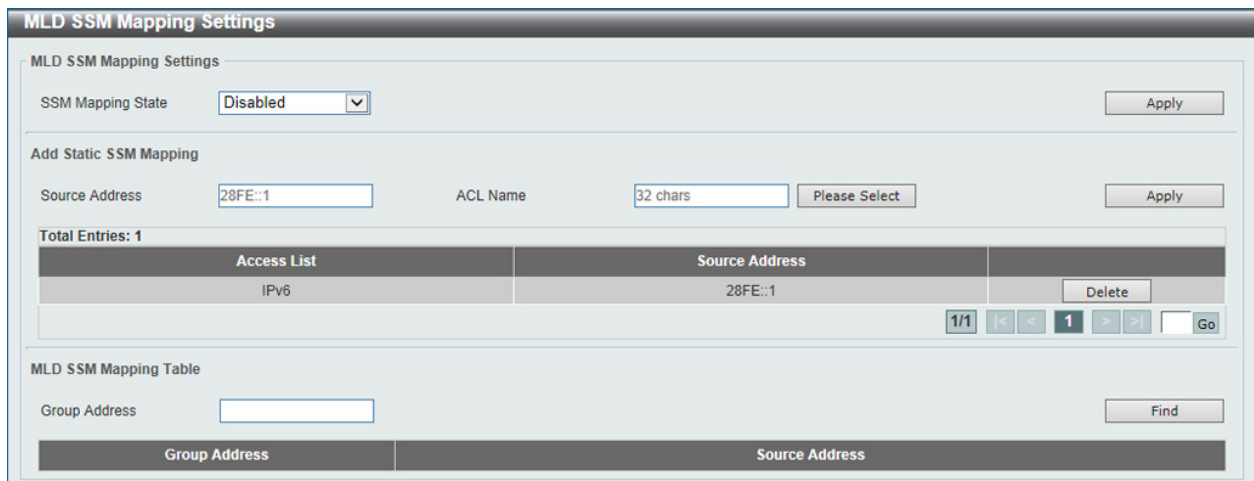 MLD SSM Mapping Settings
MLD SSM Mapping Settings
SSM Mapping State Disabled Apply
Add Static SSM Mapping
Source Address 28FE::1 ACL Name 32 chars Please Select Apply
Total Entries: 1
Access List Source Address
IPv6 28FE::1 Delete
1/1 |< < 1 > >| Go
MLD SSM Mapping Table
Group Address Find
Group Address Source Address